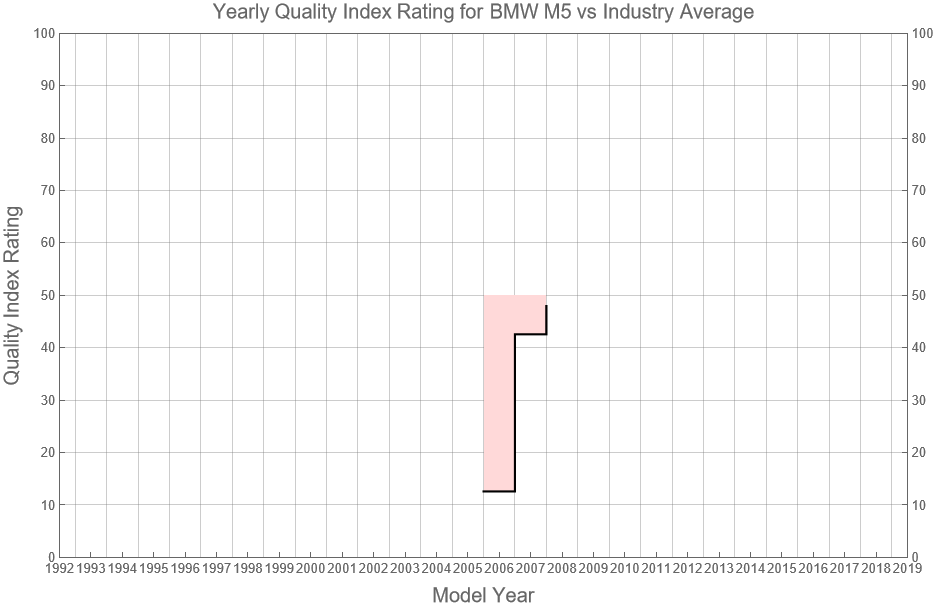 Yearly Quality Index Rating for BMW M5 vs Industry Average
100 100
90 90
80 80
70 70
60 60
50 50
40 40
30 30
20 20
10 10
0 0
Quality Index Rating
1992 1993 1994 1995 1996 1997 1998 1999 2000 2001 2002 2003 2004 2005 2006 2007 2008 2009 2010 2011 2012 2013 2014 2015 2016 2017 2018 2019
Model Year